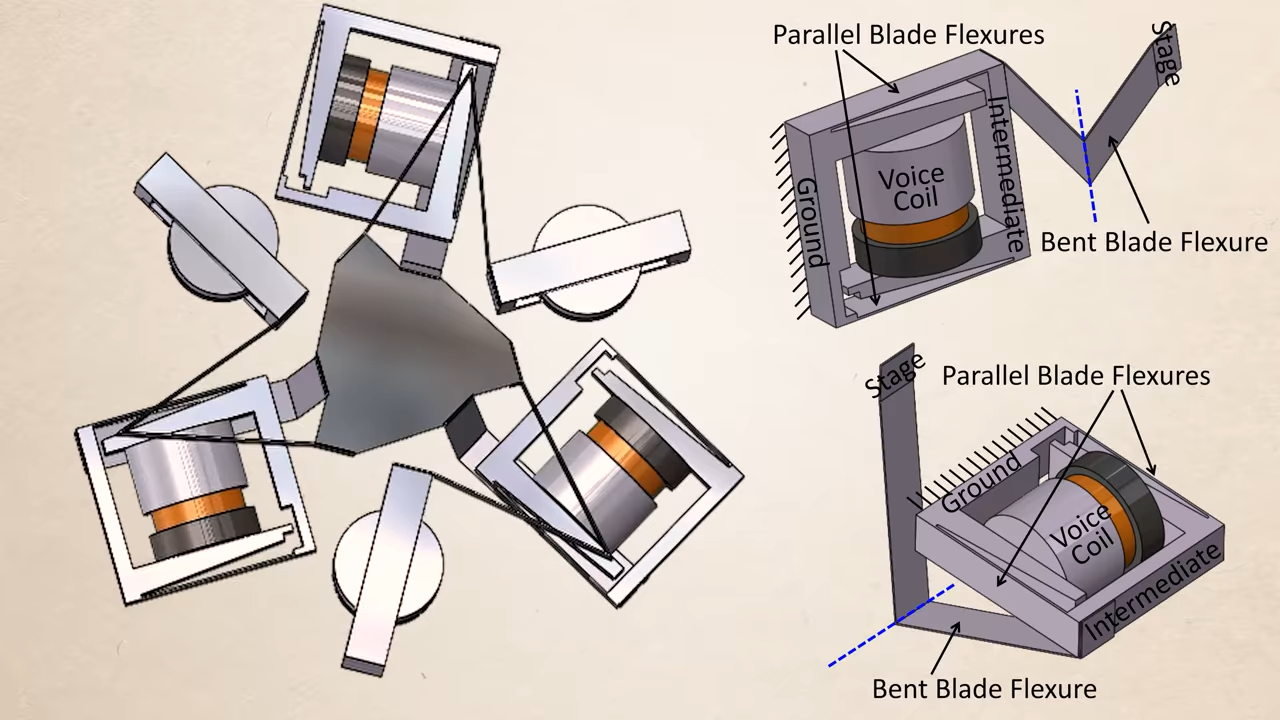 Parallel Blade Flexures
Stage
Intermediate
Voice
Coil
Ground
Bent Blade Flexure
Stage
Parallel Blade Flexures
Ground
Voice
Coil
Intermediate
Bent Blade Flexure